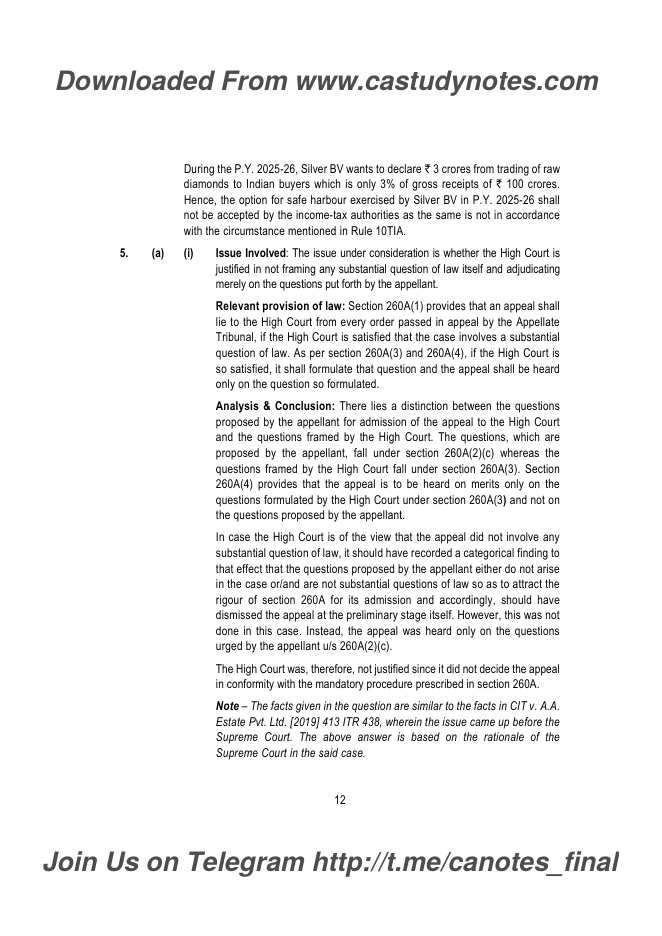 Downloaded From www.castudynotes.com
During the P.Y. 2025-26, Silver BV wants to declare ₹ 3 crores from trading of raw
diamonds to Indian buyers which is only 3% of gross receipts of ₹ 100 crores.
Hence, the option for safe harbour exercised by Silver BV in P.Y. 2025-26 shall
not be accepted by the income-tax authorities as the same is not in accordance
with the circumstance mentioned in Rule 10TIA.
5. (a) (i) Issue Involved: The issue under consideration is whether the High Court is
justified in not framing any substantial question of law itself and adjudicating
merely on the questions put forth by the appellant.
Relevant provision of law: Section 260A(1) provides that an appeal shall
lie to the High Court from every order passed in appeal by the Appellate
Tribunal, if the High Court is satisfied that the case involves a substantial
question of law. As per section 260A(3) and 260A(4), if the High Court is
so satisfied, it shall formulate that question and the appeal shall be heard
only on the question so formulated.
Analysis & Conclusion: There lies a distinction between the questions
proposed by the appellant for admission of the appeal to the High Court
and the questions framed by the High Court. The questions, which are
proposed by the appellant, fall under section 260A(2)(c) whereas the
questions framed by the High Court fall under section 260A(3). Section
260A(4) provides that the appeal is to be heard on merits only on the
questions formulated by the High Court under section 260A(3) and not on
the questions proposed by the appellant.
In case the High Court is of the view that the appeal did not involve any
substantial question of law, it should have recorded a categorical finding to
that effect that the questions proposed by the appellant either do not arise
in the case or/and are not substantial questions of law so as to attract the
rigour of section 260A for its admission and accordingly, should have
dismissed the appeal at the preliminary stage itself. However, this was not
done in this case. Instead, the appeal was heard only on the questions
urged by the appellant u/s 260A(2)(c).
The High Court was, therefore, not justified since it did not decide the appeal
in conformity with the mandatory procedure prescribed in section 260A.
Note – The facts given in the question are similar to the facts in CIT v. A.A.
Estate Pvt. Ltd. [2019] 413 ITR 438, wherein the issue came up before the
Supreme Court. The above answer is based on the rationale of the
Supreme Court in the said case.
12
Join Us on Telegram http://t.me/canotes_final